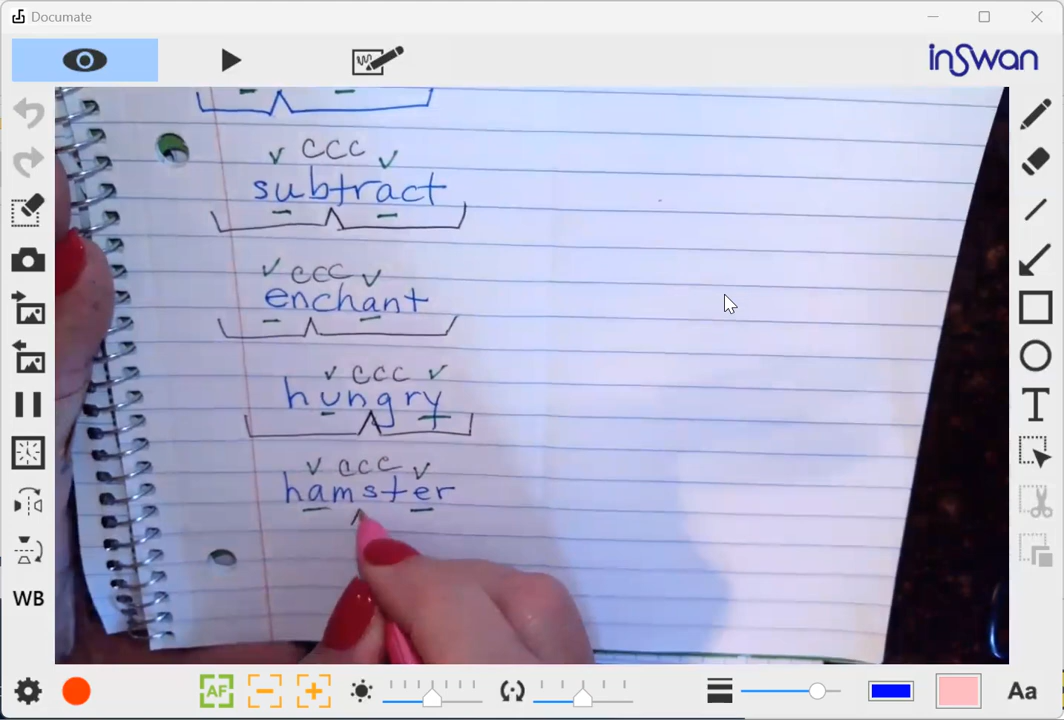 Documate
inswan
v ccc v
subtract
v ccc v
enchant
v ccc v
hungry
v ccc v
hamster
WB
T
AF
Aa